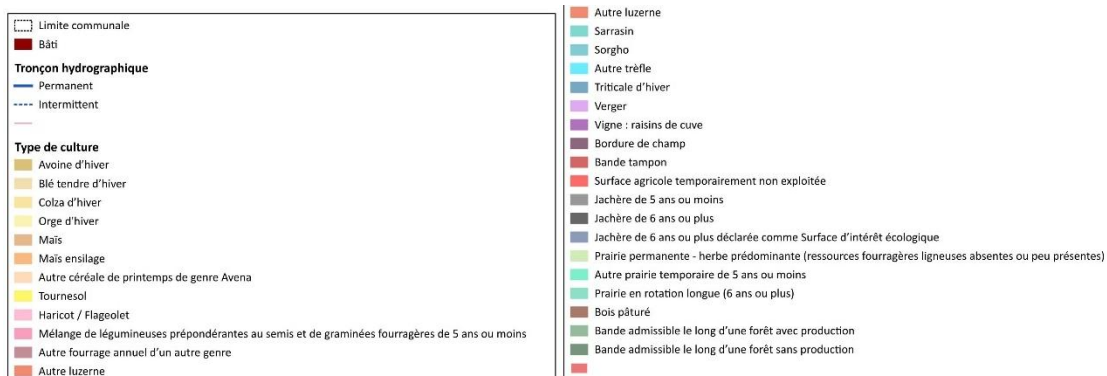 Limite communale
Bâti
Tronçon hydrographique
Permanent
Intermittent
Type de culture
Avoine d'hiver
Blé tendre d'hiver
Colza d'hiver
Orge d'hiver
Maïs
Maïs ensilage
Autre céréale de printemps de genre Avena
Tournesol
Haricot / Flageolet
Mélange de légumineuses prépondérantes au semis et de graminées fourragères de 5 ans ou moins
Autre fourrage annuel d'un autre genre
Autre luzerne
Autre luzerne
Sarrasin
Sorgho
Autre trèfle
Triticale d'hiver
Verger
Vigne : raisins de cuve
Bordure de champ
Bande tampon
Surface agricole temporairement non exploitée
Jachère de 5 ans ou moins
Jachère de 6 ans ou plus
Jachère de 6 ans ou plus déclarée comme Surface d'intérêt écologique
Prairie permanente - herbe prédominante (ressources fourragères ligneuses absentes ou peu présentes)
Autre prairie temporaire de 5 ans ou moins
Prairie en rotation longue (6 ans ou plus)
Bois pâturé
Bande admissible le long d'une forêt avec production
Bande admissible le long d'une forêt sans production